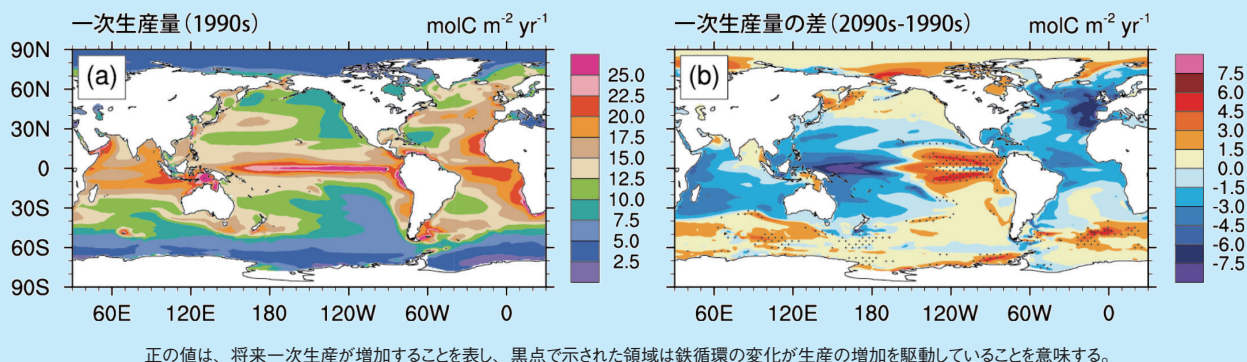 一次生産量(1990s) molC m⁻² yr⁻¹
(a)
90N
60N
30N
0
30S
60S
90S
60E 120E 180 120W 60W 0
25.0
22.5
20.0
17.5
15.0
12.5
10.0
7.5
5.0
2.5
一次生産量の差(2090s-1990s) molC m⁻² yr⁻¹
(b)
60E 120E 180 120W 60W 0
7.5
6.0
4.5
3.0
1.5
0.0
-1.5
-3.0
-4.5
-6.0
-7.5
正の値は、将来一次生産が増加することを表し、黒点で示された領域は鉄循環の変化が生産の増加を駆動していることを意味する。